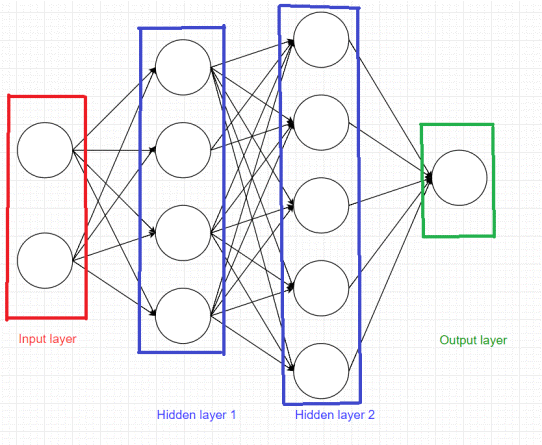 Input layer
Output layer
Hidden layer 1
Hidden layer 2